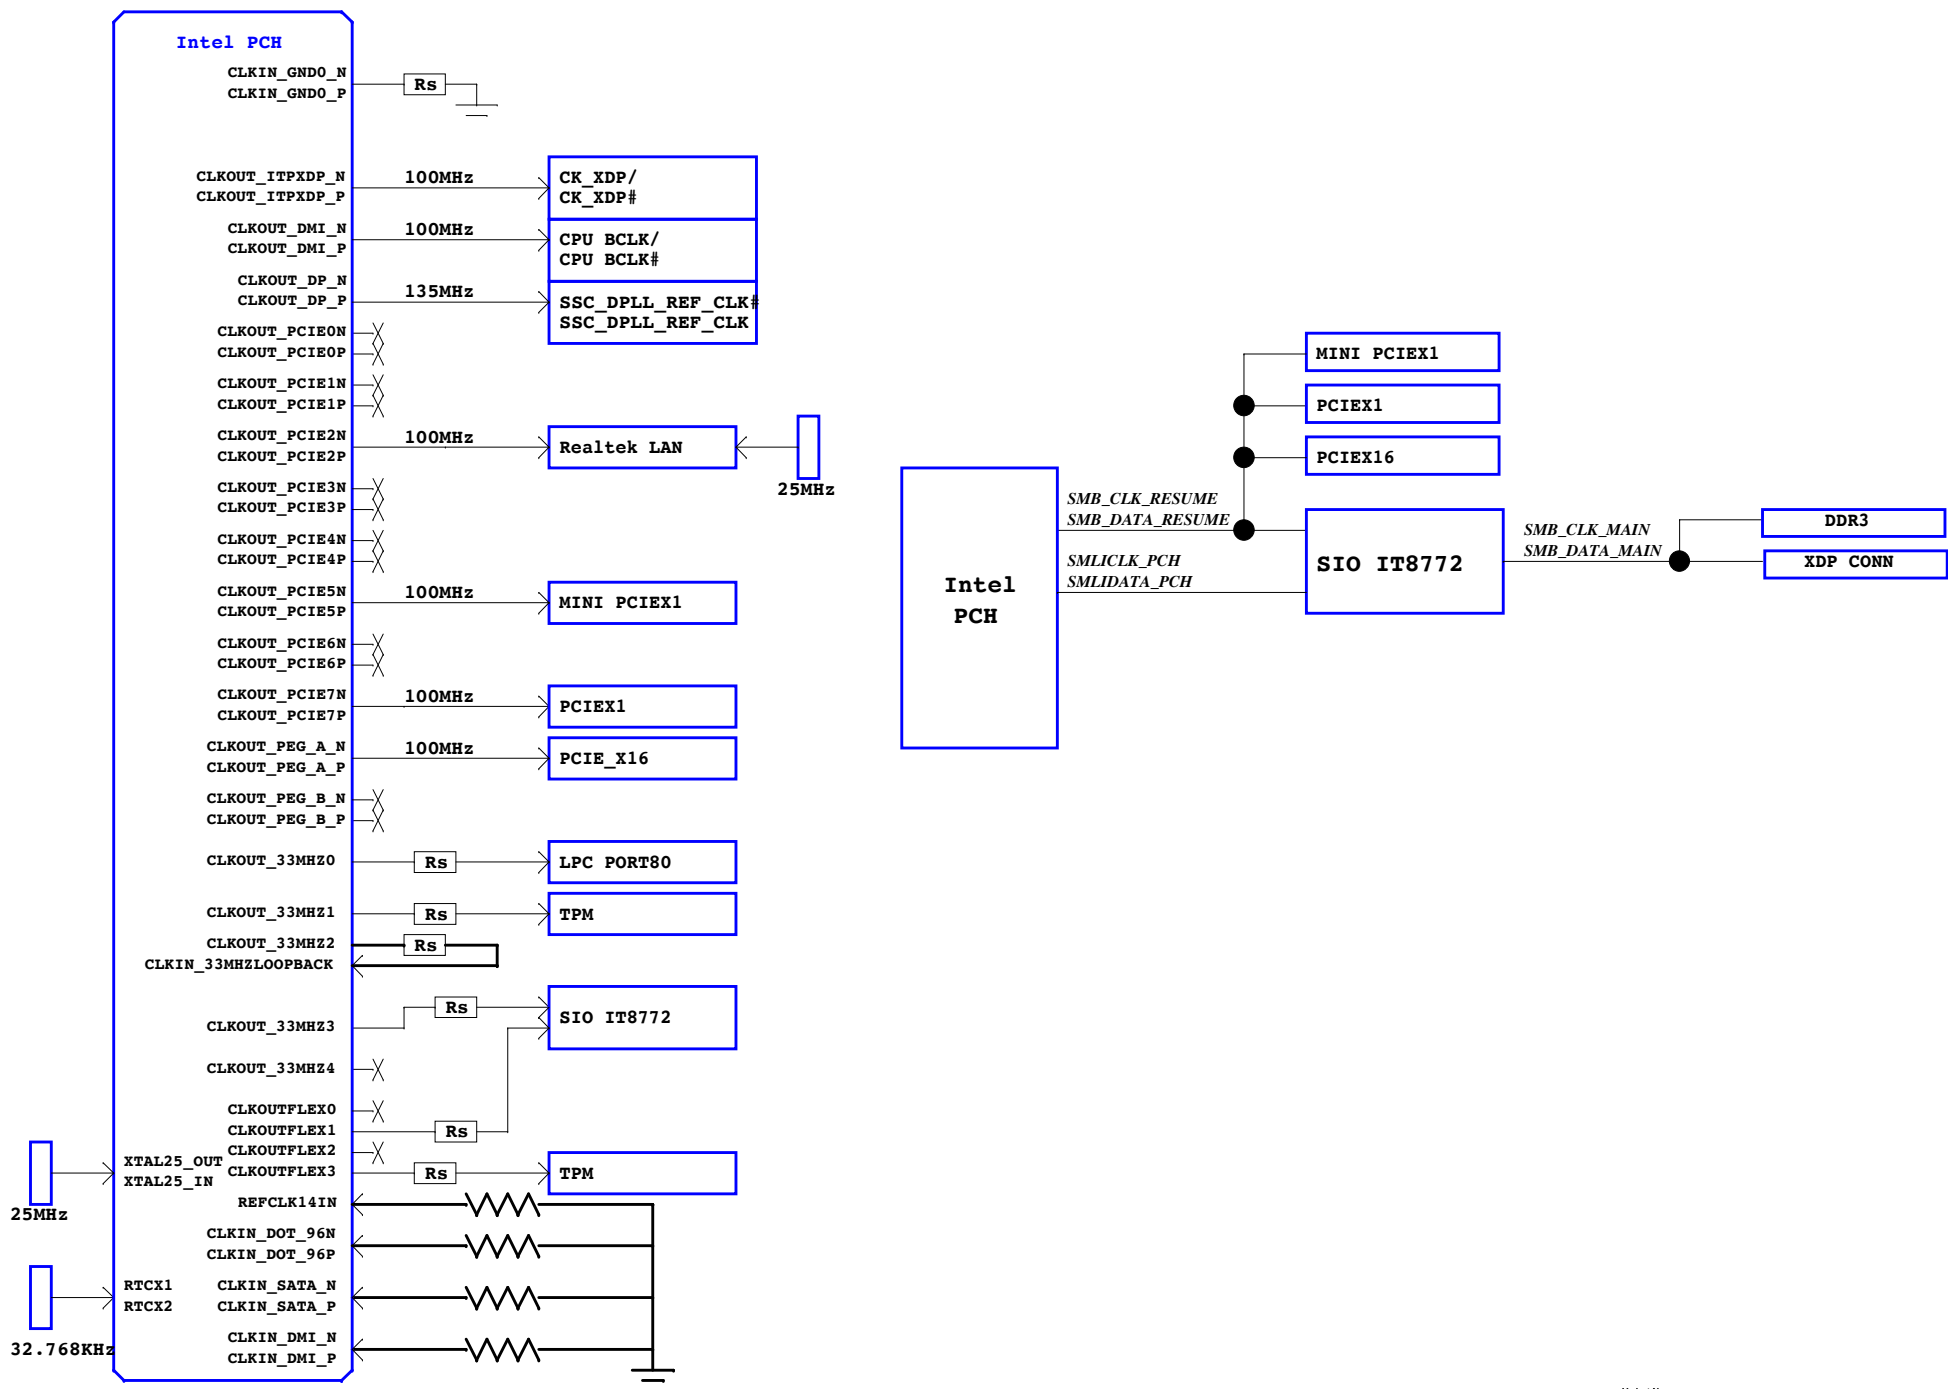 Intel PCH
CLKIN_GND0_N
CLKIN_GND0_P
Rs
CLKOUT_ITPXDP_N
CLKOUT_ITPXDP_P
100MHz
CK_XDP/
CK_XDP#
CLKOUT_DMI_N
CLKOUT_DMI_P
100MHz
CPU BCLK/
CPU BCLK#
CLKOUT_DP_N
CLKOUT_DP_P
135MHz
SSC_DPLL_REF_CLK#
SSC_DPLL_REF_CLK
CLKOUT_PCIE0N
CLKOUT_PCIE0P
CLKOUT_PCIE1N
CLKOUT_PCIE1P
CLKOUT_PCIE2N
CLKOUT_PCIE2P
100MHz
Realtek LAN
25MHz
CLKOUT_PCIE3N
CLKOUT_PCIE3P
CLKOUT_PCIE4N
CLKOUT_PCIE4P
CLKOUT_PCIE5N
CLKOUT_PCIE5P
100MHz
MINI PCIEX1
CLKOUT_PCIE6N
CLKOUT_PCIE6P
CLKOUT_PCIE7N
CLKOUT_PCIE7P
100MHz
PCIEX1
CLKOUT_PEG_A_N
CLKOUT_PEG_A_P
100MHz
PCIE_X16
CLKOUT_PEG_B_N
CLKOUT_PEG_B_P
CLKOUT_33MHZ0
Rs
LPC PORT80
CLKOUT_33MHZ1
Rs
TPM
CLKOUT_33MHZ2
Rs
CLKIN_33MHZLOOPBACK
CLKOUT_33MHZ3
Rs
SIO IT8772
CLKOUT_33MHZ4
CLKOUTFLEX0
CLKOUTFLEX1
Rs
CLKOUTFLEX2
CLKOUTFLEX3
Rs
TPM
XTAL25_OUT
XTAL25_IN
25MHz
REFCLK14IN
CLKIN_DOT_96N
CLKIN_DOT_96P
RTCX1
RTCX2
32.768KHz
CLKIN_SATA_N
CLKIN_SATA_P
CLKIN_DMI_N
CLKIN_DMI_P
Intel
PCH
SMB_CLK_RESUME
SMB_DATA_RESUME
SMLICLK_PCH
SMLIDATA_PCH
MINI PCIEX1
PCIEX1
PCIEX16
SIO IT8772
SMB_CLK_MAIN
SMB_DATA_MAIN
DDR3
XDP CONN